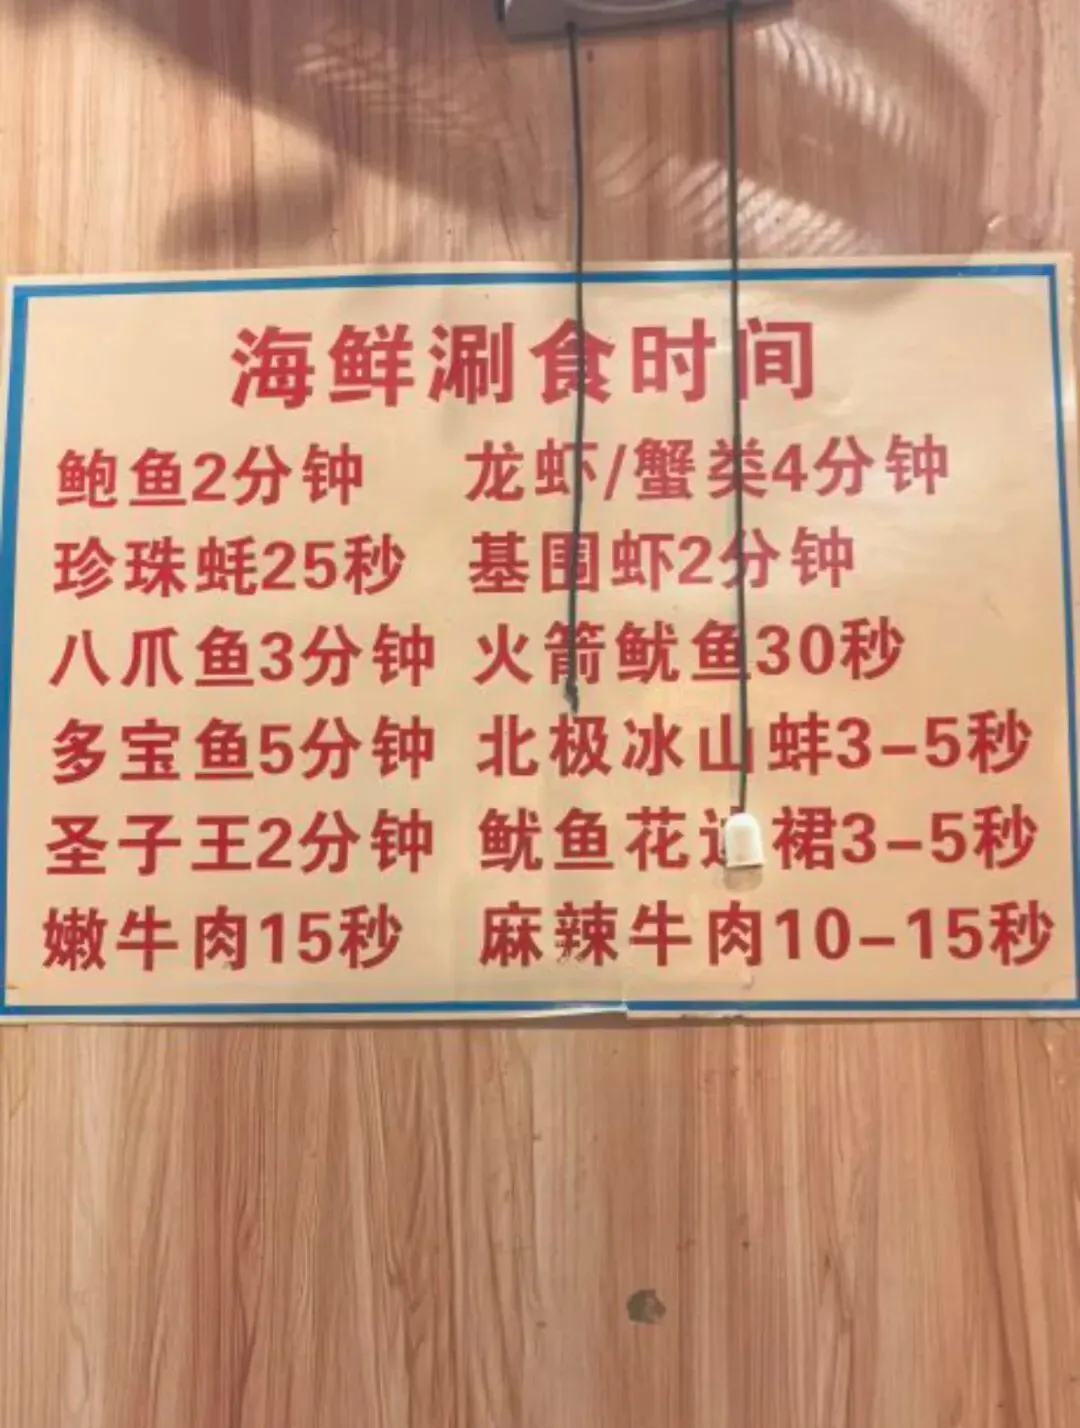 海鲜涮食时间
鲍鱼2分钟 龙虾/蟹类4分钟
珍珠蚝25秒 基围虾2分钟
八爪鱼3分钟 火箭鱿鱼30秒
多宝鱼5分钟 北极冰山蚌3-5秒
圣子王2分钟 鱿鱼花 裙3-5秒
嫩牛肉15秒 麻辣牛肉10-15秒